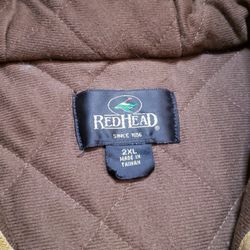 REDHEAD
SINCE 1856
2XL
MADE IN
TAIWAN